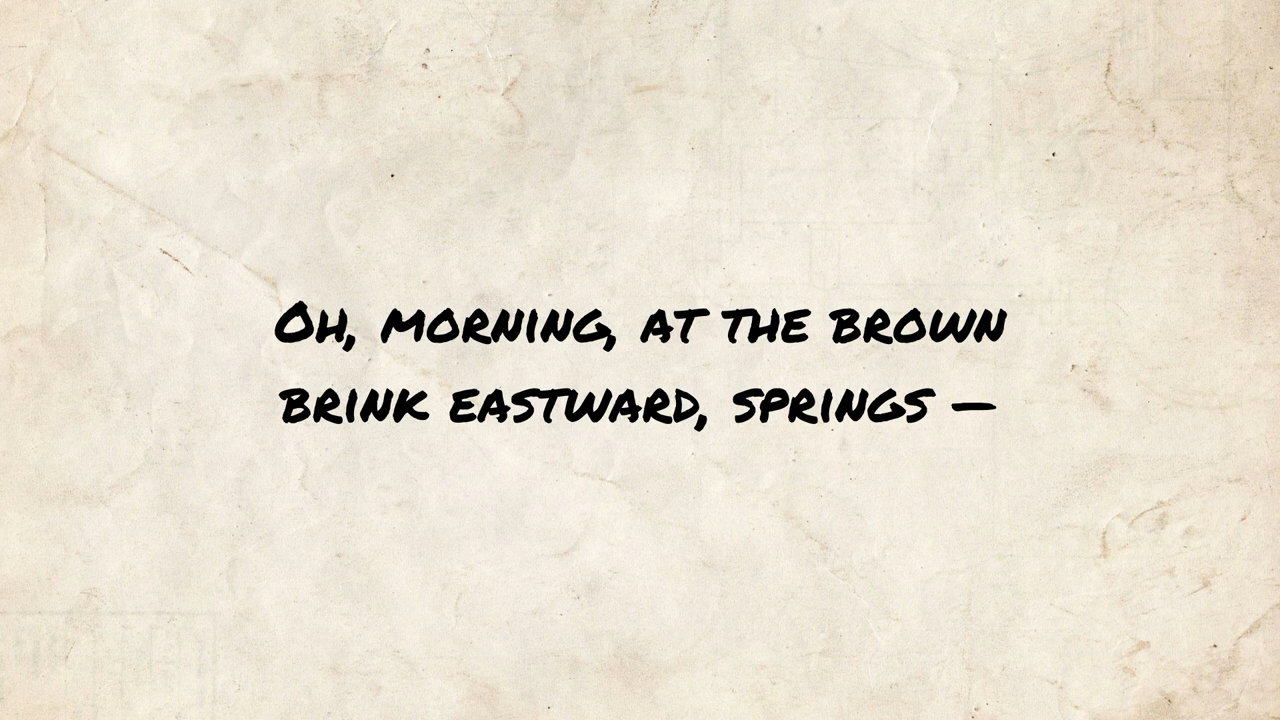 Oh, morning, at the brown
brink eastward, springs —